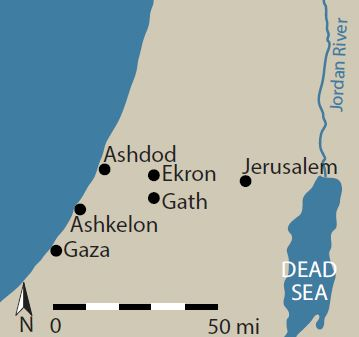 Jordan River
Ashdod
Ekron
Jerusalem
Gath
Ashkelon
Gaza
DEAD
SEA
N 0 50 mi